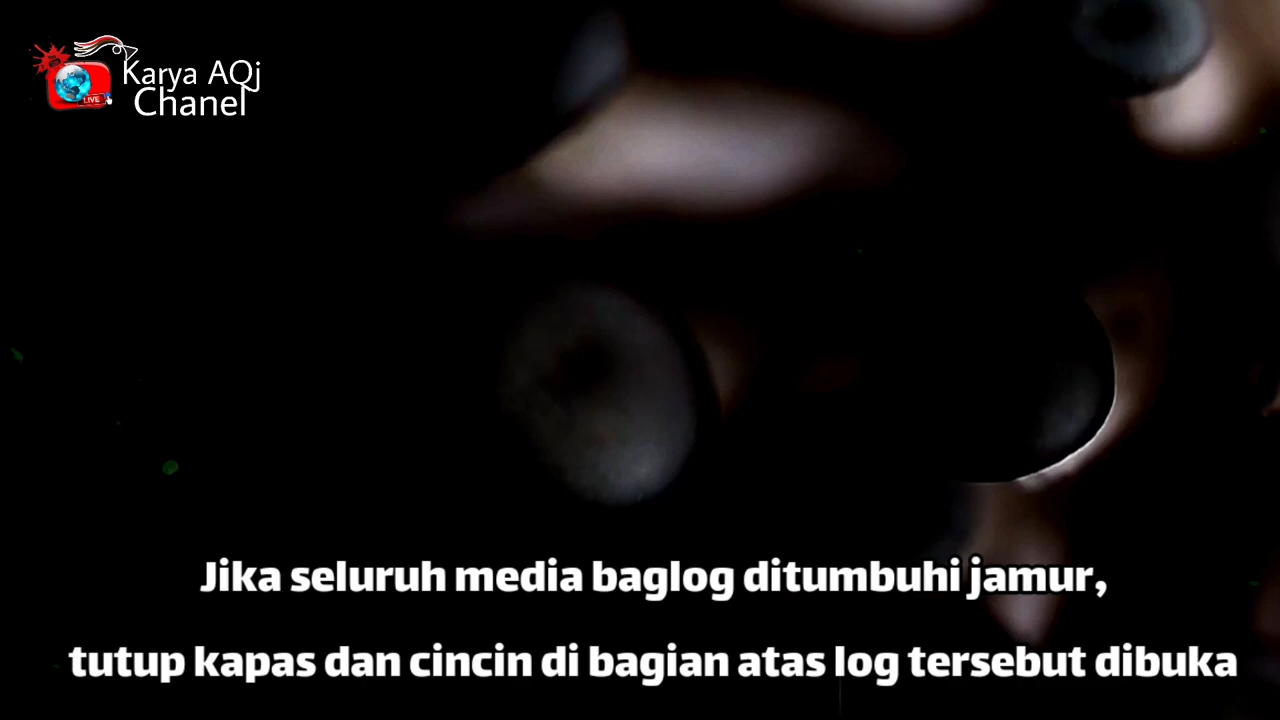 Karya AQj
Chanel
LIVE
Jika seluruh media baglog ditumbuhi jamur,
tutup kapas dan cincin di bagian atas log tersebut dibuka